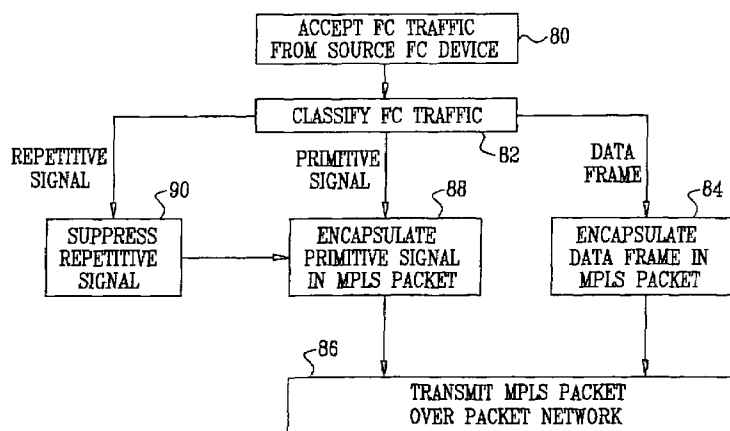 ACCEPT FC TRAFFIC
FROM SOURCE FC DEVICE
80
CLASSIFY FC TRAFFIC
82
REPETITIVE
SIGNAL
PRIMITIVE
SIGNAL
DATA
FRAME
90
88
84
SUPPRESS
REPETITIVE
SIGNAL
ENCAPSULATE
PRIMITIVE SIGNAL
IN MPLS PACKET
ENCAPSULATE
DATA FRAME IN
MPLS PACKET
86
TRANSMIT MPLS PACKET
OVER PACKET NETWORK